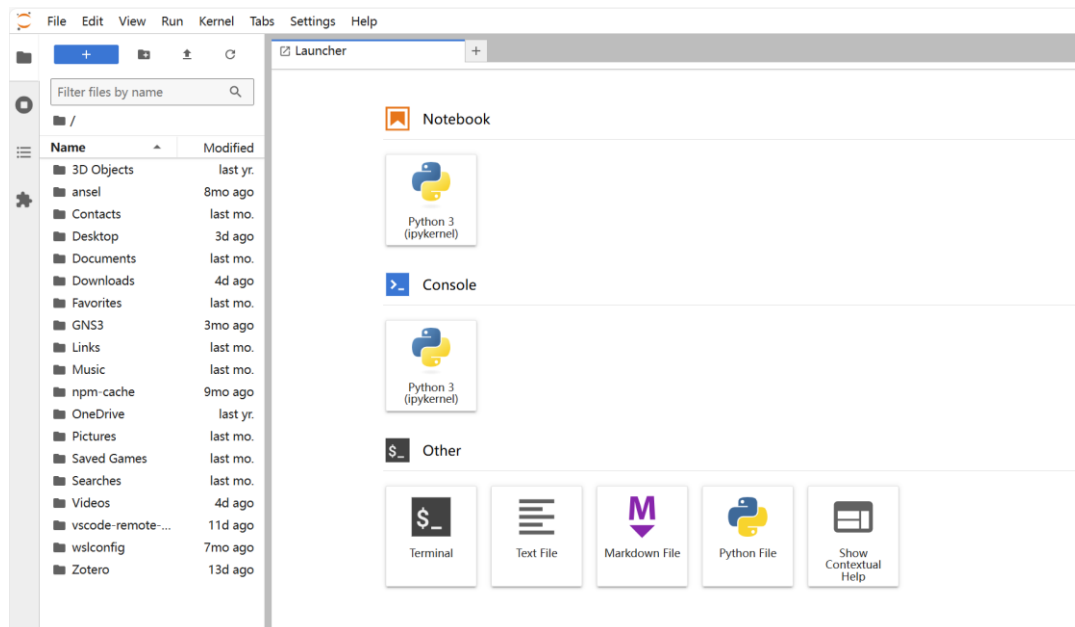 File Edit View Run Kernel Tabs Settings Help
+
Launcher
+
Filter files by name
/
Name Modified
3D Objects last yr.
ansel 8mo ago
Contacts last mo.
Desktop 3d ago
Documents last mo.
Downloads 4d ago
Favorites last mo.
GNS3 3mo ago
Links last mo.
Music last mo.
npm-cache 9mo ago
OneDrive last yr.
Pictures last mo.
Saved Games last mo.
Searches last mo.
Videos 4d ago
vscode-remote-... 11d ago
wslconfig 7mo ago
Zotero 13d ago
Notebook
Python 3
(ipykernel)
>_ Console
Python 3
(ipykernel)
$_ Other
$_
Terminal
Text File
M
Markdown File
Python File
Show
Contextual
Help